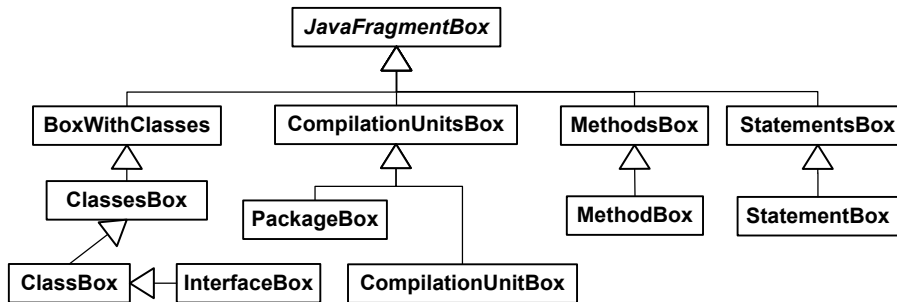 JavaFragmentBox
BoxWithClasses
CompilationUnitsBox
MethodsBox
StatementsBox
ClassesBox
PackageBox
MethodBox
StatementBox
ClassBox
InterfaceBox
CompilationUnitBox